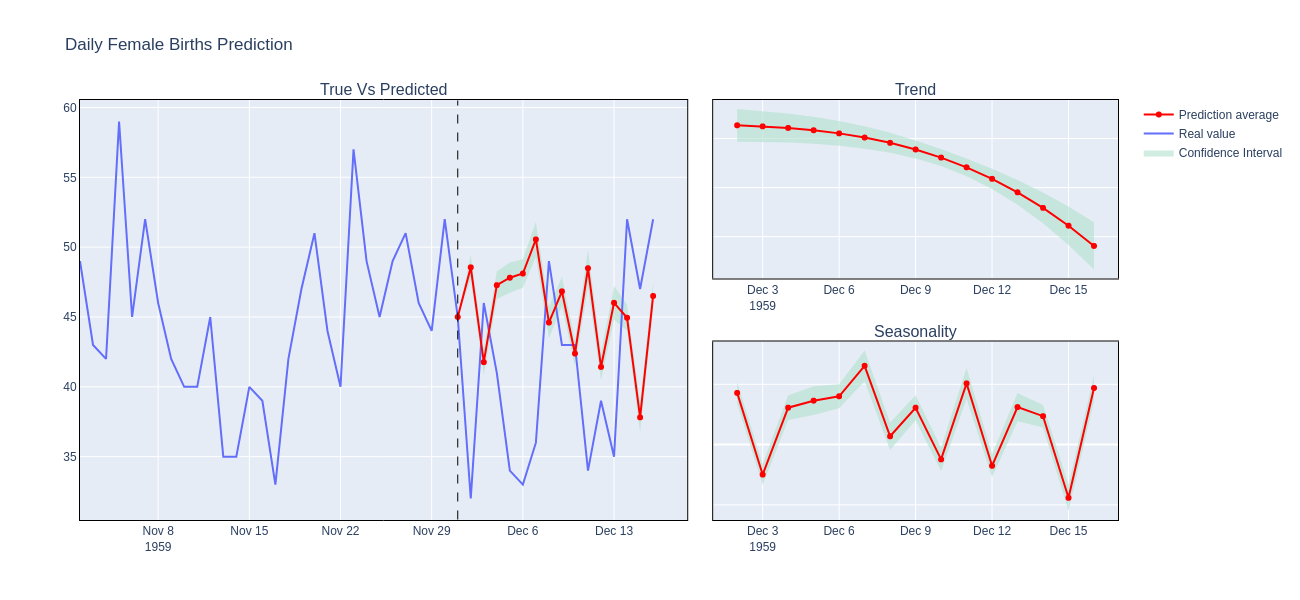 Daily Female Births Prediction
True Vs Predicted
60
55
50
45
40
35
Nov 8
1959
Nov 15
Nov 22
Nov 29
Dec 6
Dec 13
Trend
Dec 3
1959
Dec 6
Dec 9
Dec 12
Dec 15
Seasonality
Dec 3
1959
Dec 6
Dec 9
Dec 12
Dec 15
Prediction average
Real value
Confidence Interval